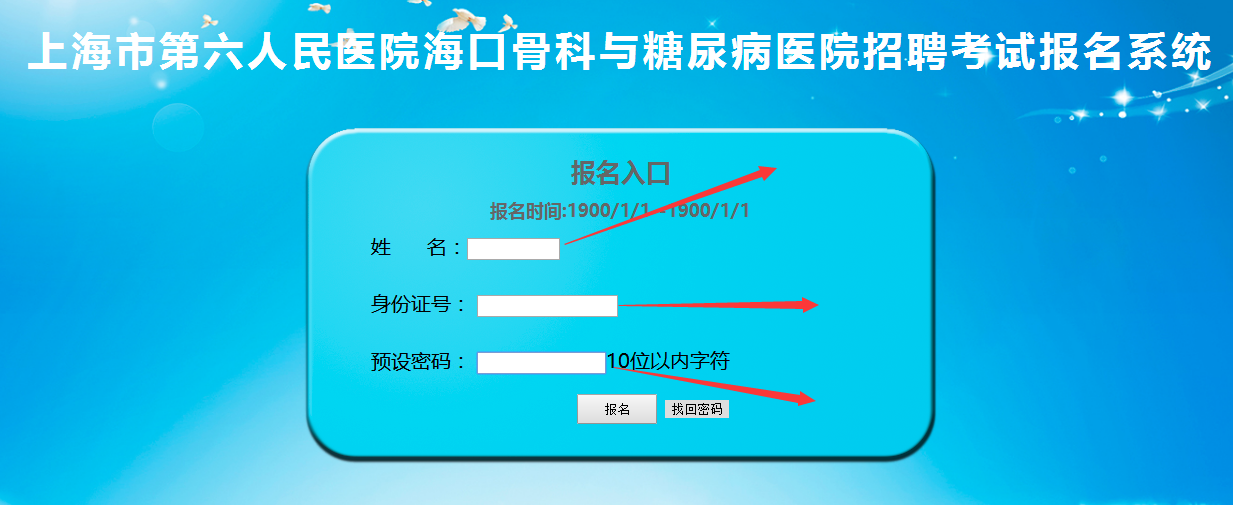 上海市第六人民医院海口骨科与糖尿病医院招聘考试报名系统
报名入口
报名时间:1900/1/1--1900/1/1
姓 名：
身份证号：
预设密码： 10位以内字符
报名 找回密码